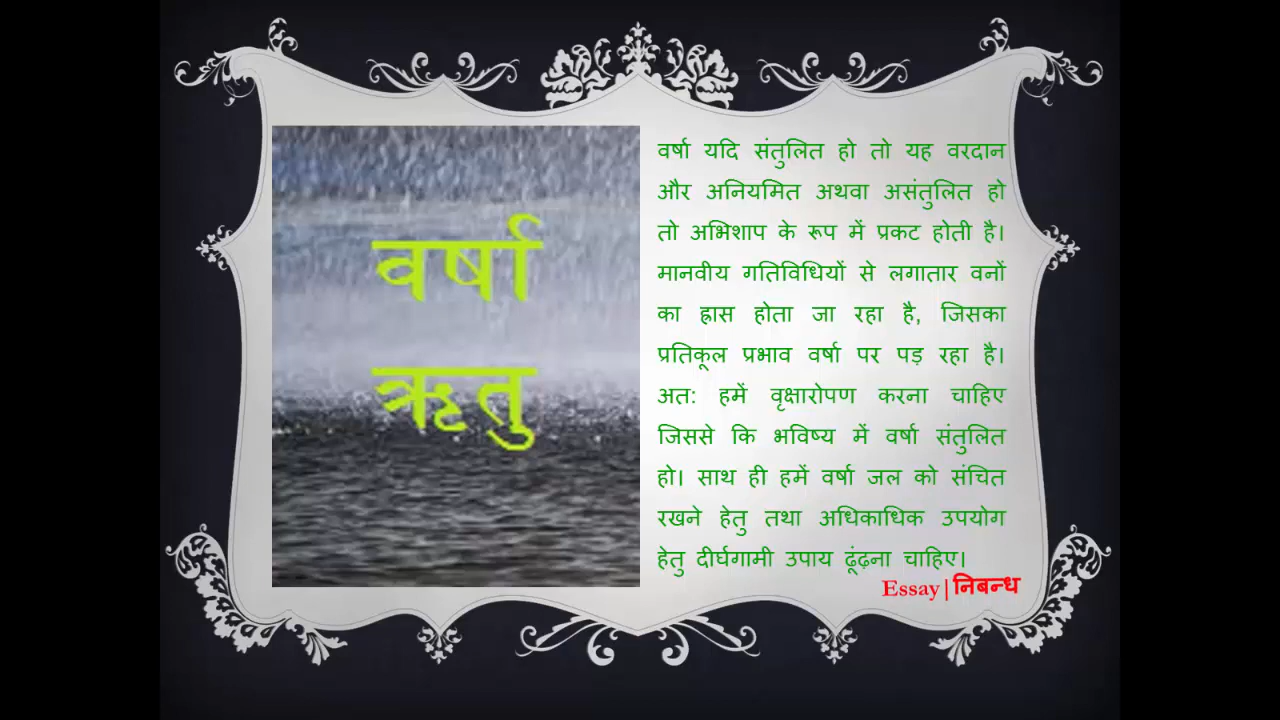 वर्षा
ऋतु
वर्षा यदि संतुलित हो तो यह वरदान
और अनियमित अथवा असंतुलित हो
तो अभिशाप के रूप में प्रकट होती है।
मानवीय गतिविधियों से लगातार वनों
का ह्रास होता जा रहा है, जिसका
प्रतिकूल प्रभाव वर्षा पर पड़ रहा है।
अत: हमें वृक्षारोपण करना चाहिए
जिससे कि भविष्य में वर्षा संतुलित
हो। साथ ही हमें वर्षा जल को संचित
रखने हेतु तथा अधिकाधिक उपयोग
हेतु दीर्घगामी उपाय ढूंढ़ना चाहिए।
Essay|निबन्ध